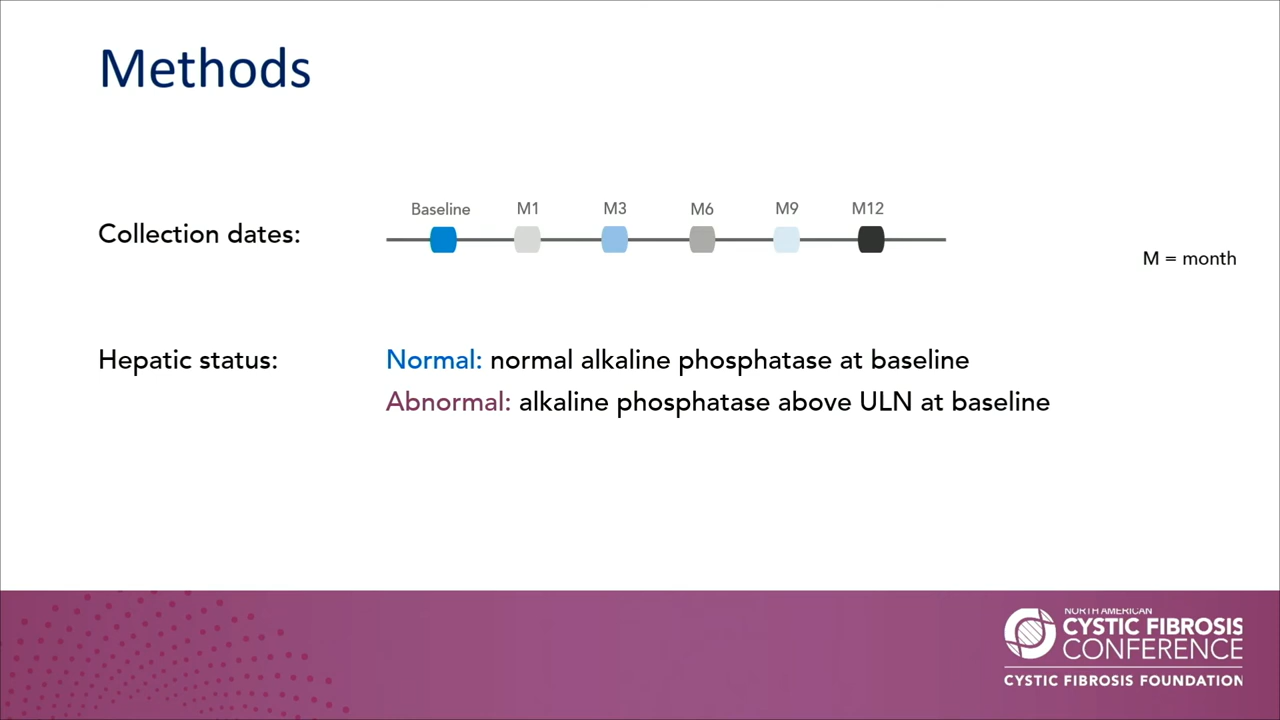 Methods
Collection dates:
Baseline M1 M3 M6 M9 M12
M = month
Hepatic status:
Normal: normal alkaline phosphatase at baseline
Abnormal: alkaline phosphatase above ULN at baseline
NORTH AMERICAN
CYSTIC FIBROSIS
CONFERENCE
CYSTIC FIBROSIS FOUNDATION